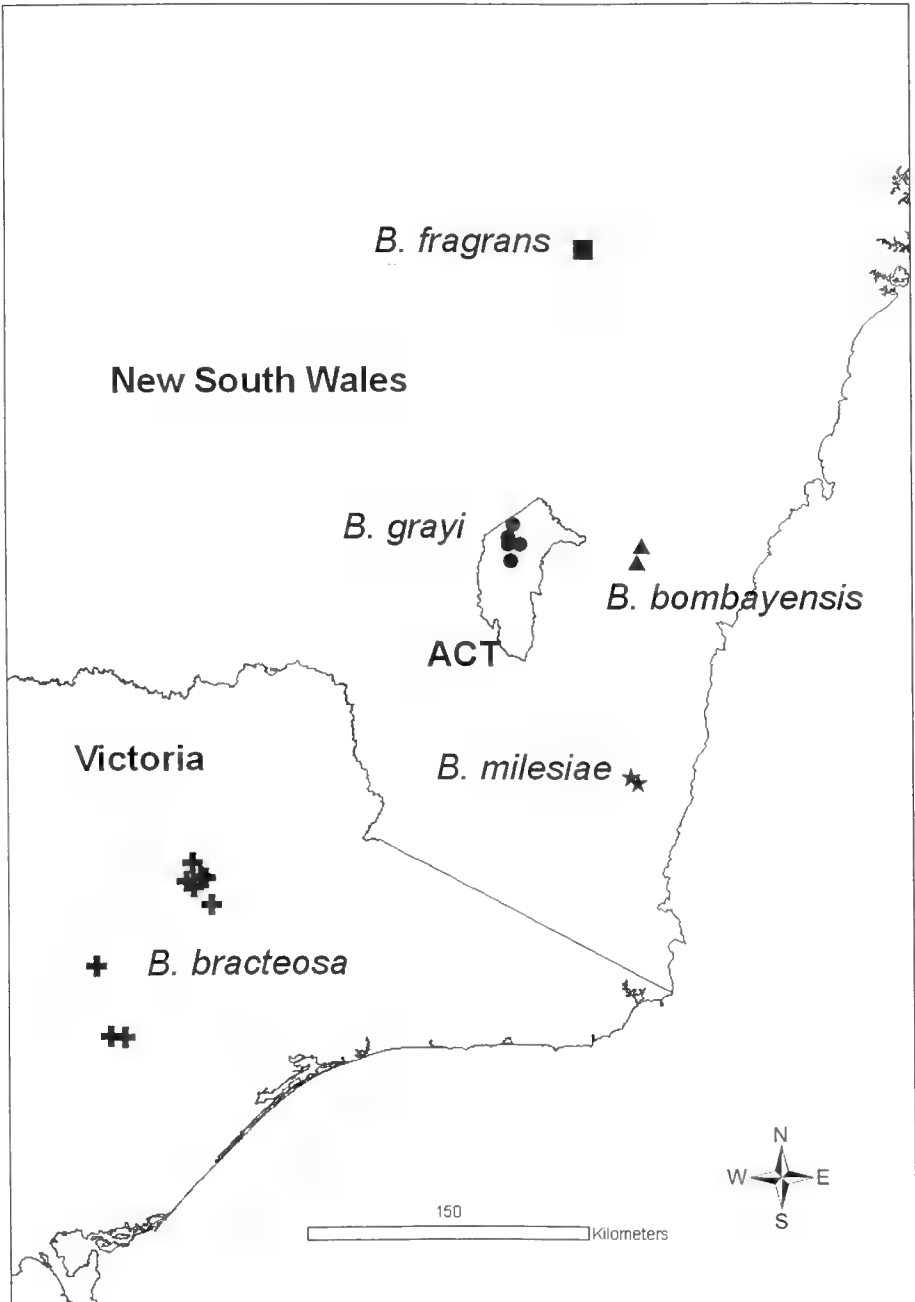 B. fragrans
New South Wales
B. grayi
B. bombayensis
ACT
Victoria
B. milesiae
B. bracteosa
N
W E
S
150
Kilometers